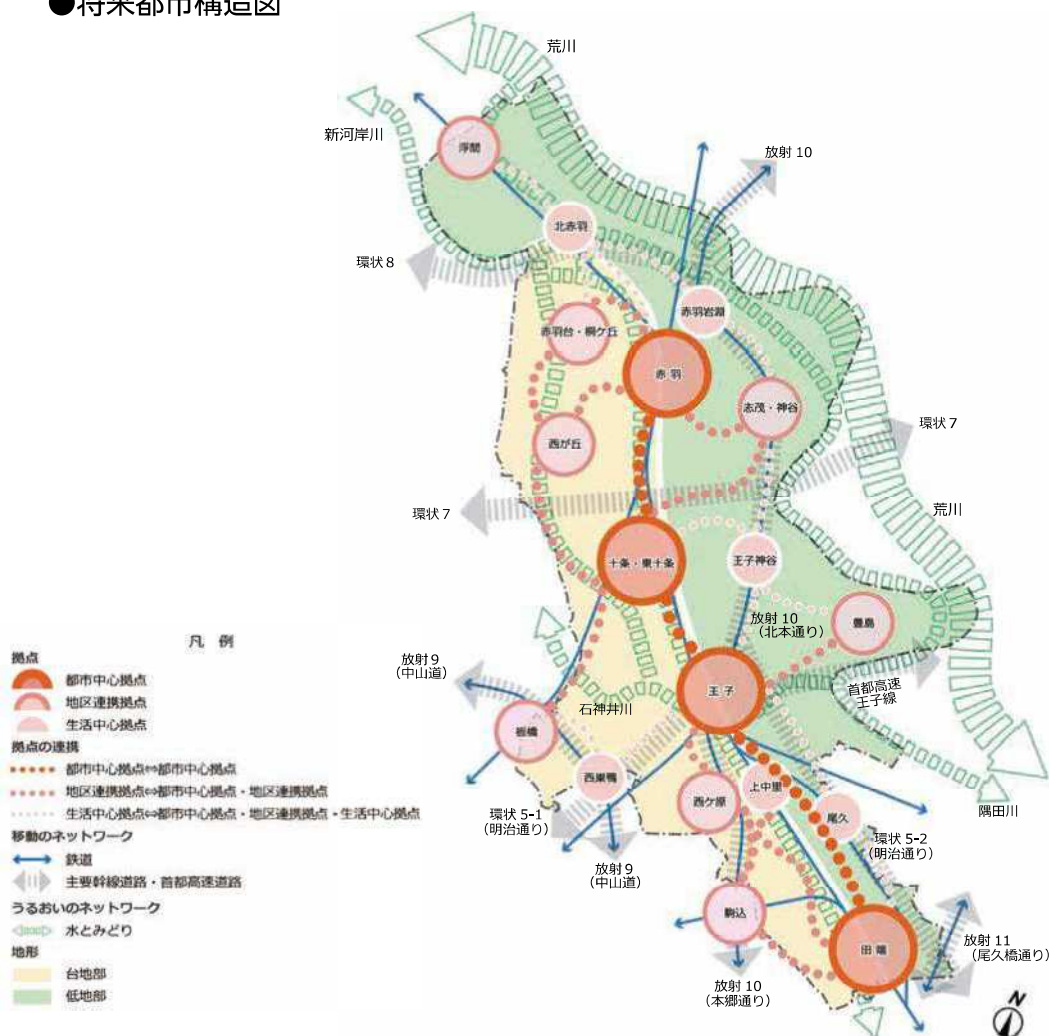 ●将来都市構造図
荒川
新河岸川
浮間
放射 10
北赤羽
環状 8
赤羽岩淵
赤羽台・桐ケ丘
赤羽
志茂・神谷
環状 7
西が丘
荒川
環状 7
十条・東十条
王子神谷
豊島
放射 10
(北本通り)
放射 9
(中山道)
王子
首都高速
王子線
石神井川
板橋
西巣鴨
上中里
西ケ原
尾久
隅田川
環状 5-1
(明治通り)
環状 5-2
(明治通り)
放射 9
(中山道)
駒込
田端
放射 11
(尾久橋通り)
放射 10
(本郷通り)
N
凡 例
拠点
都市中心拠点
地区連携拠点
生活中心拠点
拠点の連携
都市中心拠点⇔都市中心拠点
地区連携拠点⇔都市中心拠点・地区連携拠点
生活中心拠点⇔都市中心拠点・地区連携拠点・生活中心拠点
移動のネットワーク
鉄道
主要幹線道路・首都高速道路
うるおいのネットワーク
水とみどり
地形
台地部
低地部